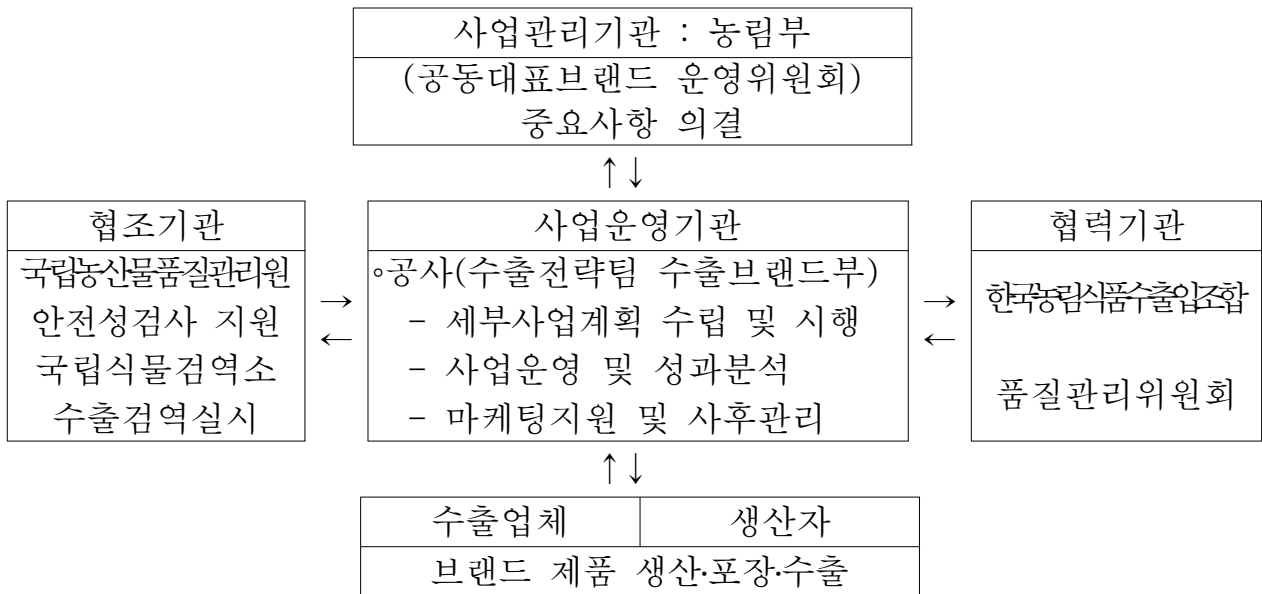 사업관리기관 : 농림부
(공동대표브랜드 운영위원회)
중요사항 의결
↑↓
협조기관
국립농산물품질관리원
안전성검사 지원
국립식물검역소
수출검역실시
→
←
사업운영기관
∘공사(수출전략팀 수출브랜드부)
- 세부사업계획 수립 및 시행
- 사업운영 및 성과분석
- 마케팅지원 및 사후관리
→
←
협력기관
한국농림식품수출입조합
품질관리위원회
↑↓
수출업체
생산자
브랜드 제품 생산·포장·수출